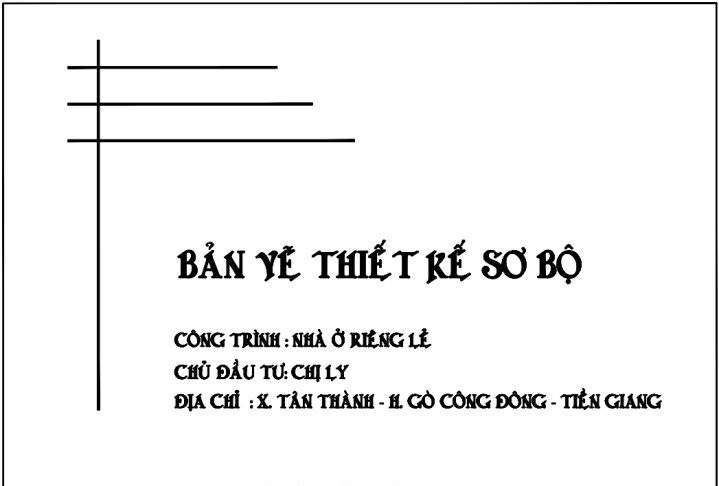 BẢN VẼ THIẾT KẾ SƠ BỘ
CÔNG TRÌNH : NHÀ Ở RIÊNG LẺ
CHỦ ĐẦU TƯ: CHỊ LY
ĐỊA CHỈ : X. TÂN THÀNH - H. GÒ CÔNG ĐÔNG - TIỀN GIANG